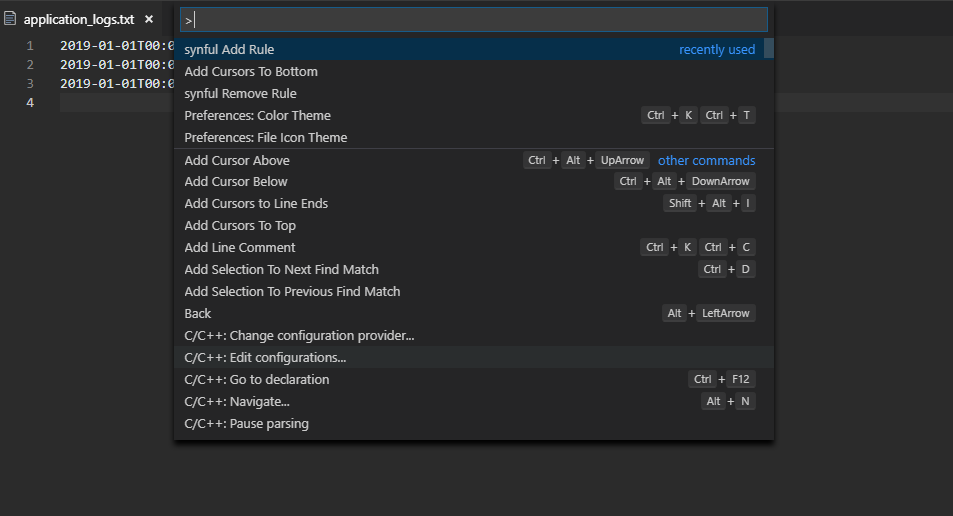 application_logs.txt ×
>
1 2019-01-01T00:0
2 2019-01-01T00:0
3 2019-01-01T00:0
4
synful Add Rule recently used
Add Cursors To Bottom
synful Remove Rule
Preferences: Color Theme Ctrl + K Ctrl + T
Preferences: File Icon Theme
Add Cursor Above Ctrl + Alt + UpArrow other commands
Add Cursor Below Ctrl + Alt + DownArrow
Add Cursors to Line Ends Shift + Alt + I
Add Cursors To Top
Add Line Comment Ctrl + K Ctrl + C
Add Selection To Next Find Match Ctrl + D
Add Selection To Previous Find Match
Back Alt + LeftArrow
C/C++: Change configuration provider...
C/C++: Edit configurations...
C/C++: Go to declaration Ctrl + F12
C/C++: Navigate... Alt + N
C/C++: Pause parsing